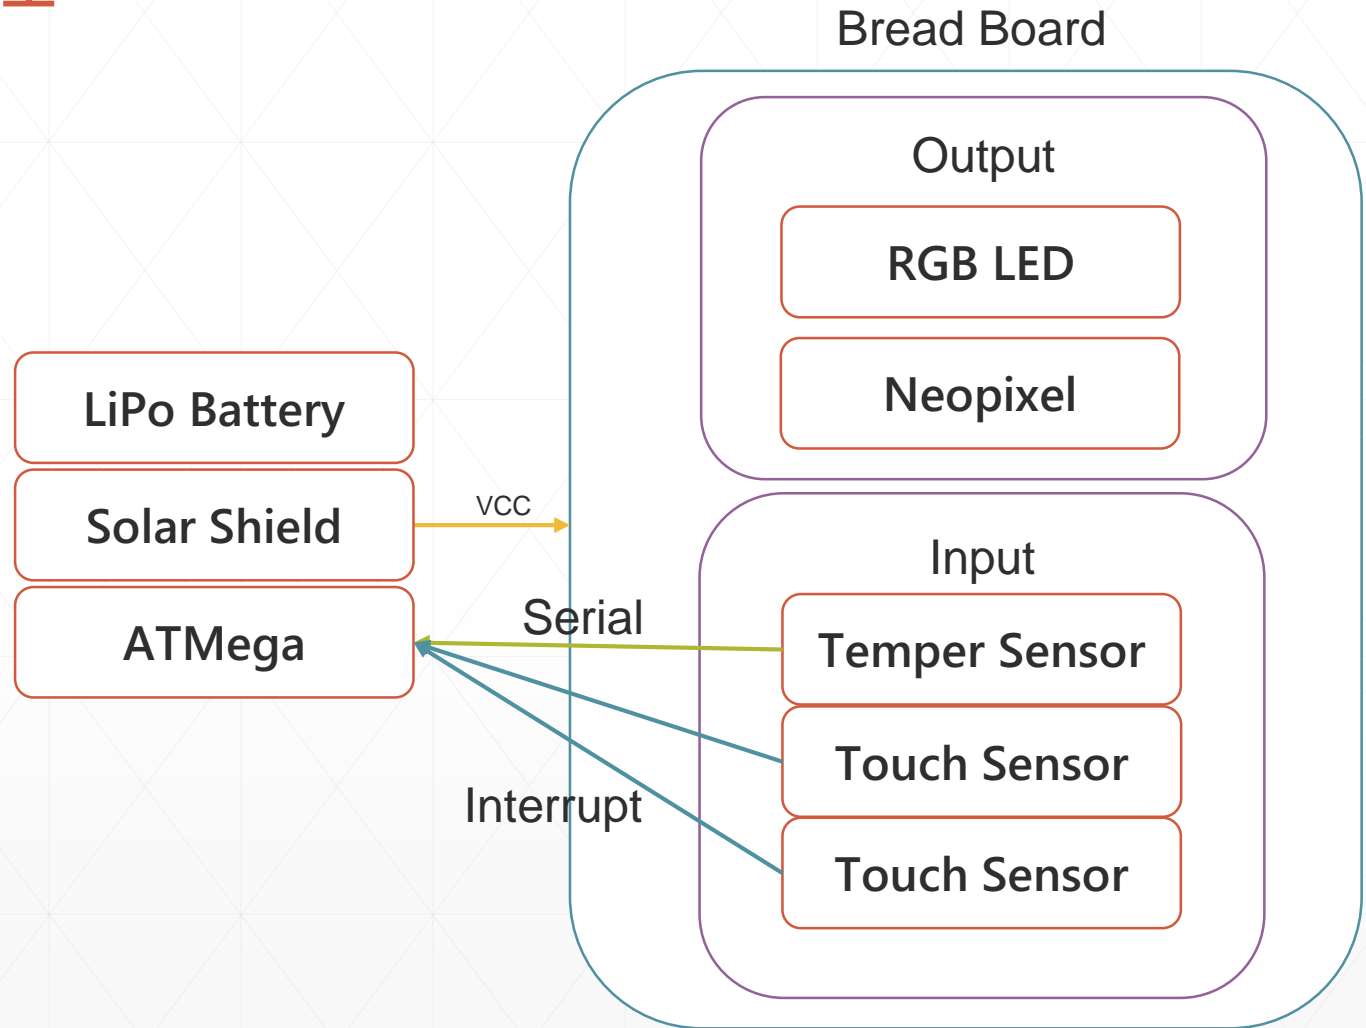 Bread Board
Output
RGB LED
Neopixel
LiPo Battery
Solar Shield
ATMega
VCC
Serial
Interrupt
Input
Temper Sensor
Touch Sensor
Touch Sensor